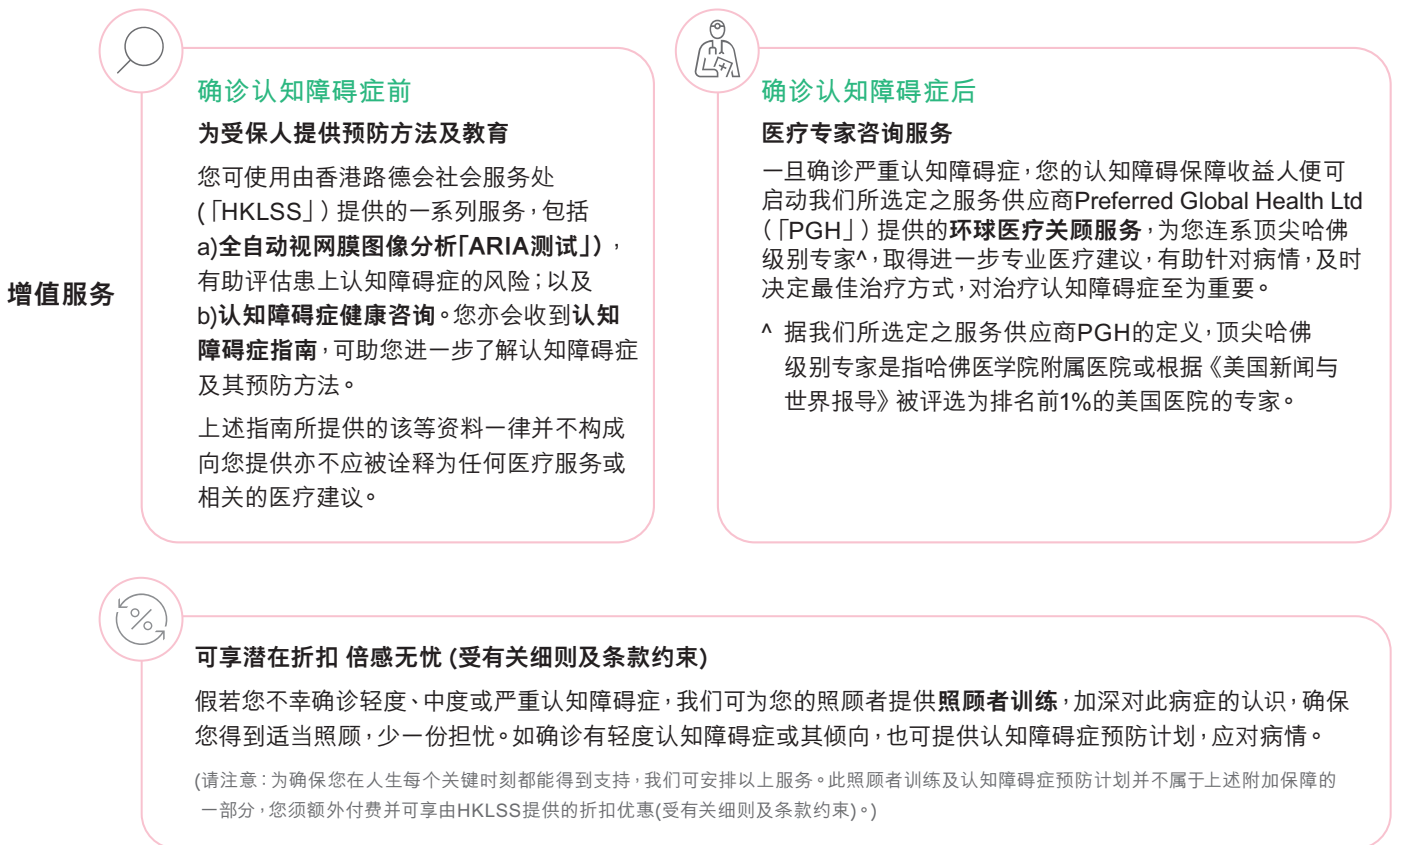 增值服务
确诊认知障碍症前
为受保人提供预防方法及教育
您可使用由香港路德会社会服务处
(「HKLSS」) 提供的一系列服务，包括
a)全自动视网膜图像分析「ARIA测试」)，
有助评估患上认知障碍症的风险；以及
b)认知障碍症健康咨询。您亦会收到认知
障碍症指南，可助您进一步了解认知障碍症
及其预防方法。
上述指南所提供的该等资料一律并不构成
向您提供亦不应被诠释为任何医疗服务或
相关的医疗建议。
确诊认知障碍症后
医疗专家咨询服务
一旦确诊严重认知障碍症，您的认知障碍保障收益人便可
启动我们所选定之服务供应商Preferred Global Health Ltd
(「PGH」) 提供的环球医疗关顾服务，为您连系顶尖哈佛
级别专家^，取得进一步专业医疗建议，有助针对病情，及时
决定最佳治疗方式，对治疗认知障碍症至为重要。
^ 据我们所选定之服务供应商PGH的定义，顶尖哈佛
级别专家是指哈佛医学院附属医院或根据《美国新闻与
世界报导》被评选为排名前1%的美国医院的专家。
可享潜在折扣 倍感无忧 (受有关细则及条款约束)
假若您不幸确诊轻度、中度或严重认知障碍症，我们可为您的照顾者提供照顾者训练，加深对此病症的认识，确保
您得到适当照顾，少一份担忧。如确诊有轻度认知障碍症或其倾向，也可提供认知障碍症预防计划，应对病情。
(请注意：为确保您在人生每个关键时刻都能得到支持，我们可安排以上服务。此照顾者训练及认知障碍症预防计划并不属于上述附加保障的
一部分，您须额外付费并可享由HKLSS提供的折扣优惠(受有关细则及条款约束)。)